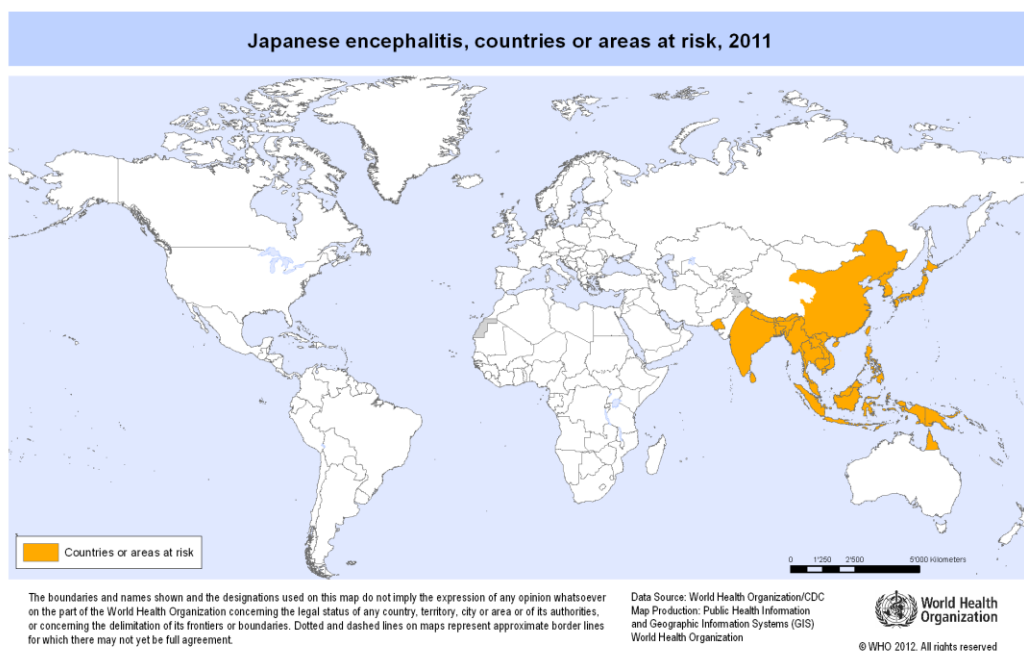 Japanese encephalitis, countries or areas at risk, 2011
Countries or areas at risk
0 1'250 2'500 5'000 Kilometers
The boundaries and names shown and the designations used on this map do not imply the expression of any opinion whatsoever
on the part of the World Health Organization concerning the legal status of any country, territory, city or area or of its authorities,
or concerning the delimitation of its frontiers or boundaries. Dotted and dashed lines on maps represent approximate border lines
for which there may not yet be full agreement.
Data Source: World Health Organization/CDC
Map Production: Public Health Information
and Geographic Information Systems (GIS)
World Health Organization
World Health
Organization
© WHO 2012. All rights reserved